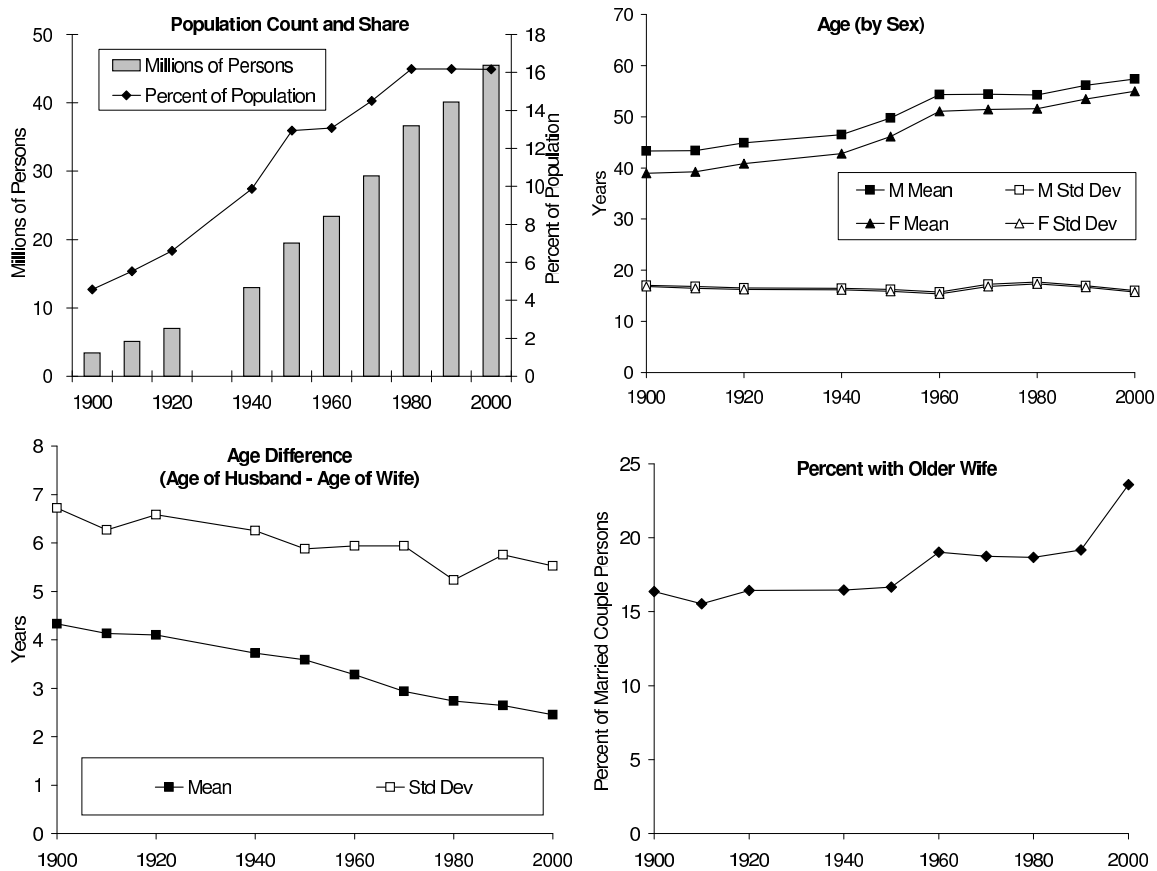 Population Count and Share
Millions of Persons
50
40
30
20
10
0
Millions of Persons
Percent of Population
18
16
14
12
10
8
6
4
2
0
Percent of Population
1900 1920 1940 1960 1980 2000
Age (by Sex)
Years
70
60
50
40
30
20
10
0
M Mean M Std Dev
F Mean F Std Dev
1900 1920 1940 1960 1980 2000
Age Difference
(Age of Husband - Age of Wife)
Years
8
7
6
5
4
3
2
1
0
Mean Std Dev
1900 1920 1940 1960 1980 2000
Percent with Older Wife
Percent of Married Couple Persons
25
20
15
10
5
0
1900 1920 1940 1960 1980 2000